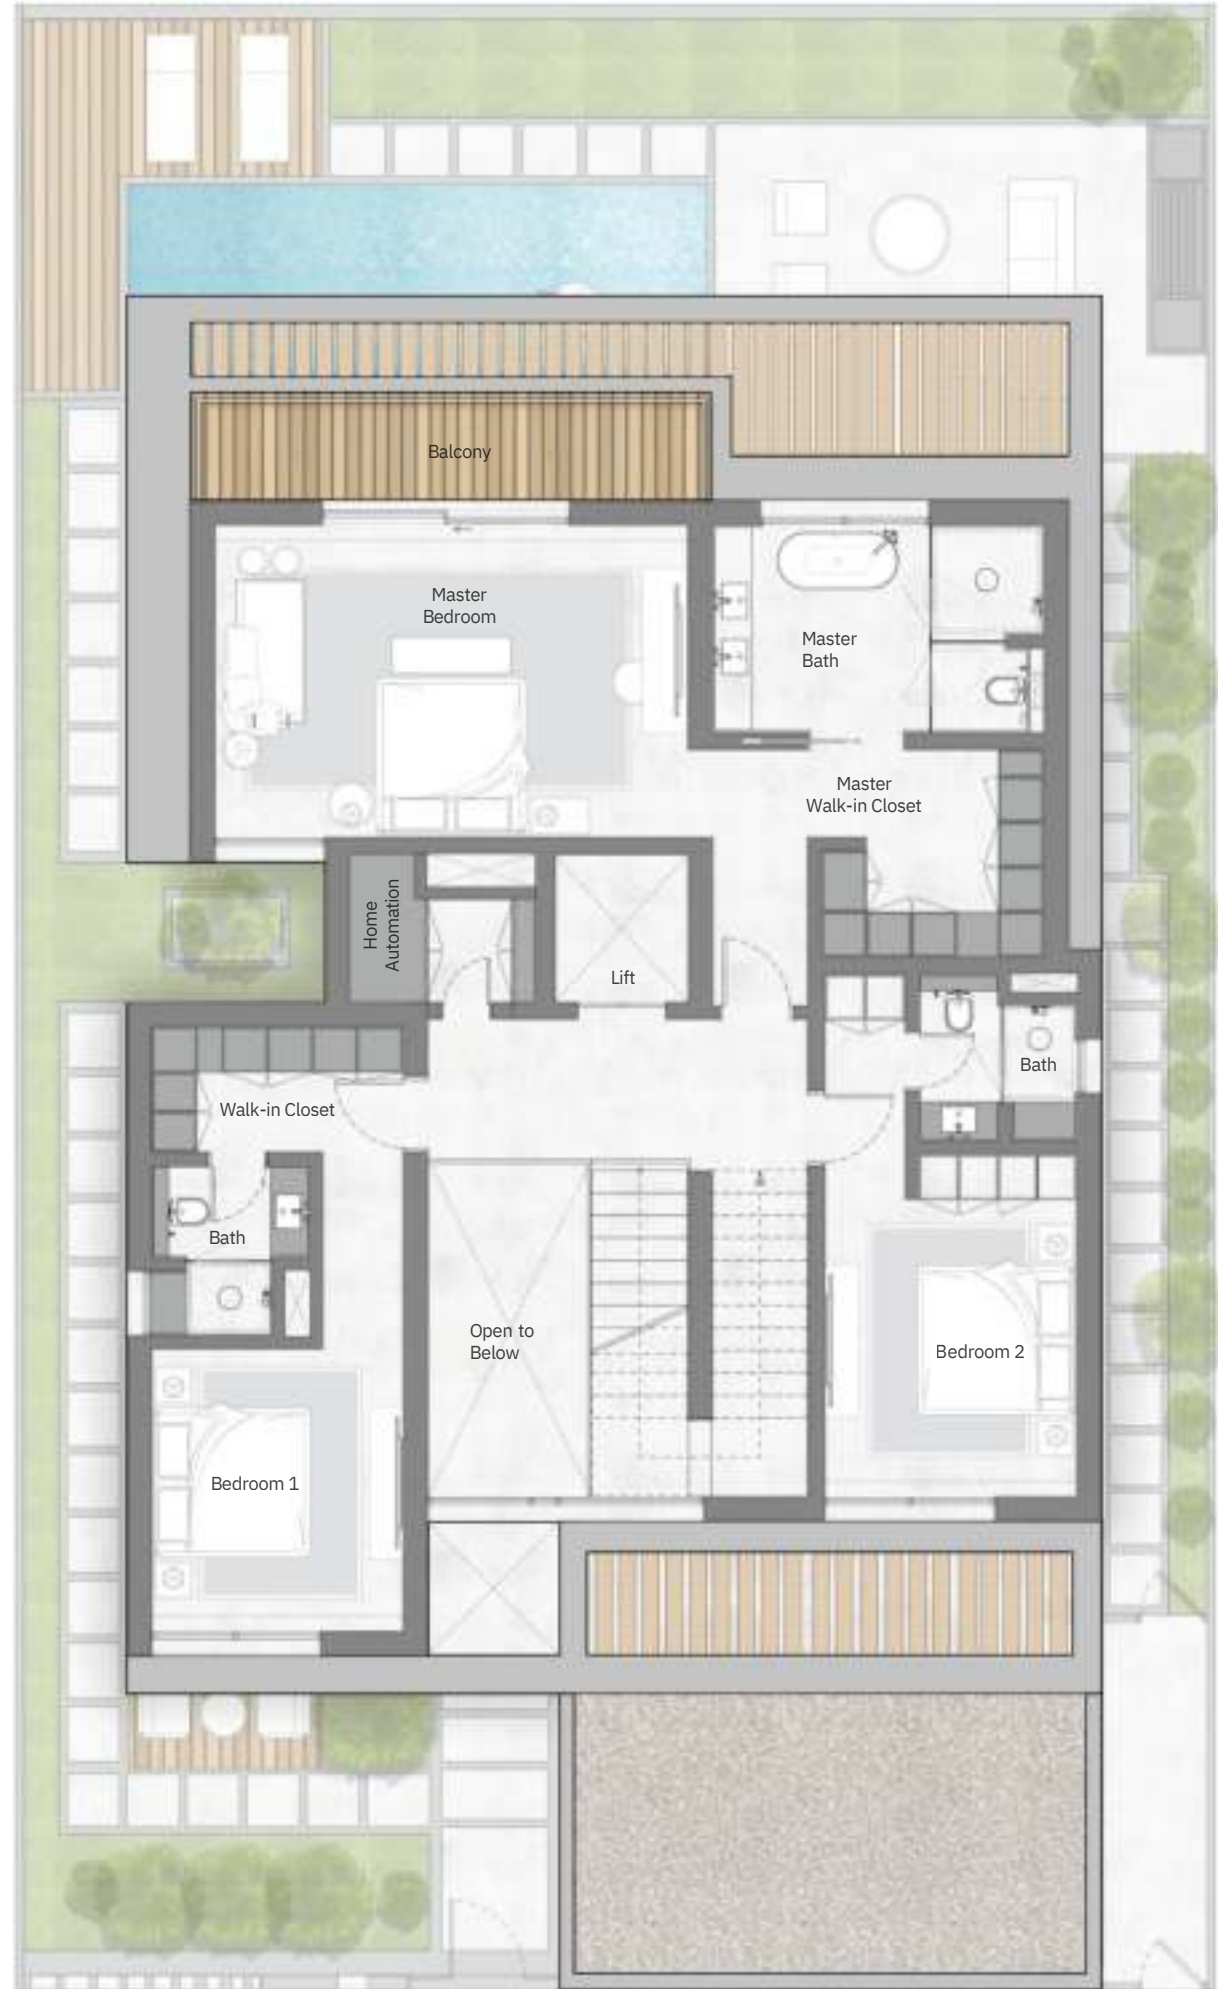 Balcony
Master
Bedroom
Master
Bath
Master
Walk-in Closet
Home
Automation
Lift
Bath
Walk-in Closet
Bath
Open to
Below
Bedroom 2
Bedroom 1